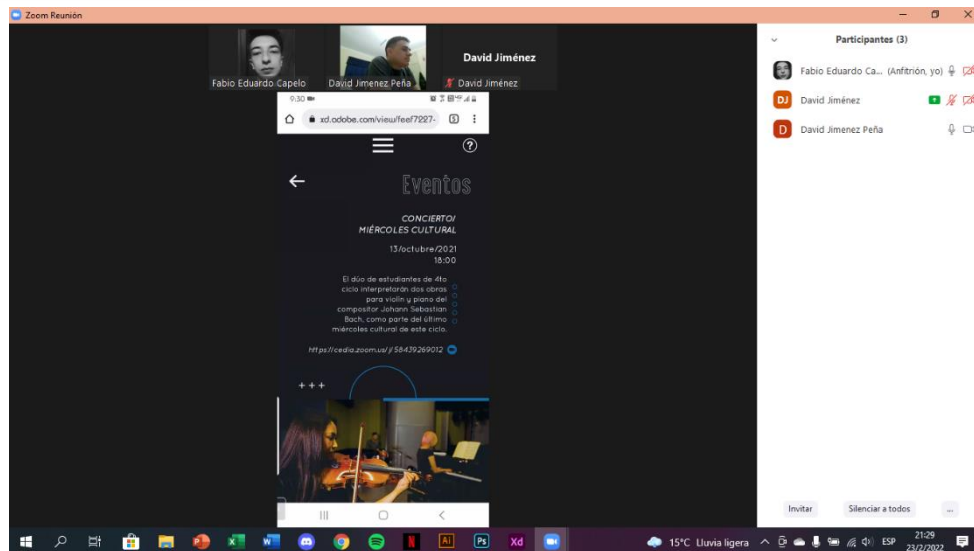 Zoom Reunión
Participantes (3)
David Jiménez
Fabio Eduardo Capelo
David Jimenez Peña
David Jiménez
Fabio Eduardo Ca... (Anfitrión, yo)
David Jiménez
DJ
David Jimenez Peña
D
9:30
xd.adobe.com/view/feef7227-
Eventos
CONCIERTO/
MIÉRCOLES CULTURAL
13/octubre/2021
18:00
El dúo de estudiantes de 4to
ciclo interpretarán dos obras
para violín y piano del
compositor Johann Sebastian
Bach, como parte del último
miércoles cultural de este ciclo.
https://cedia.zoom.us/j/58439269012
+ + +
Invitar
Silenciar a todos
...
15°C Lluvia ligera
ESP
21:29
23/2/2022